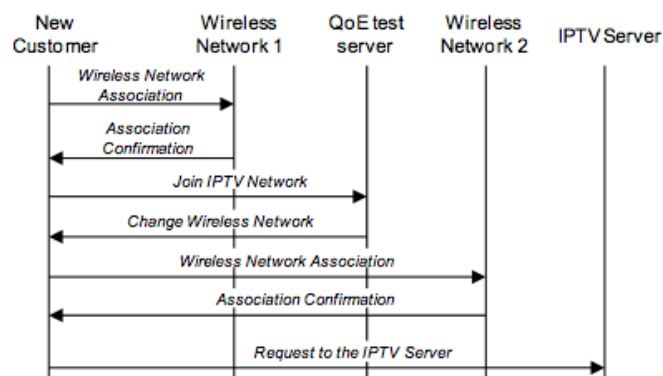 New
Customer
Wireless
Network 1
QoE test
server
Wireless
Network 2
IPTV Server
Wireless Network
Association
Association
Confirmation
Join IPTV Network
Change Wireless Network
Wireless Network Association
Association Confirmation
Request to the IPTV Server